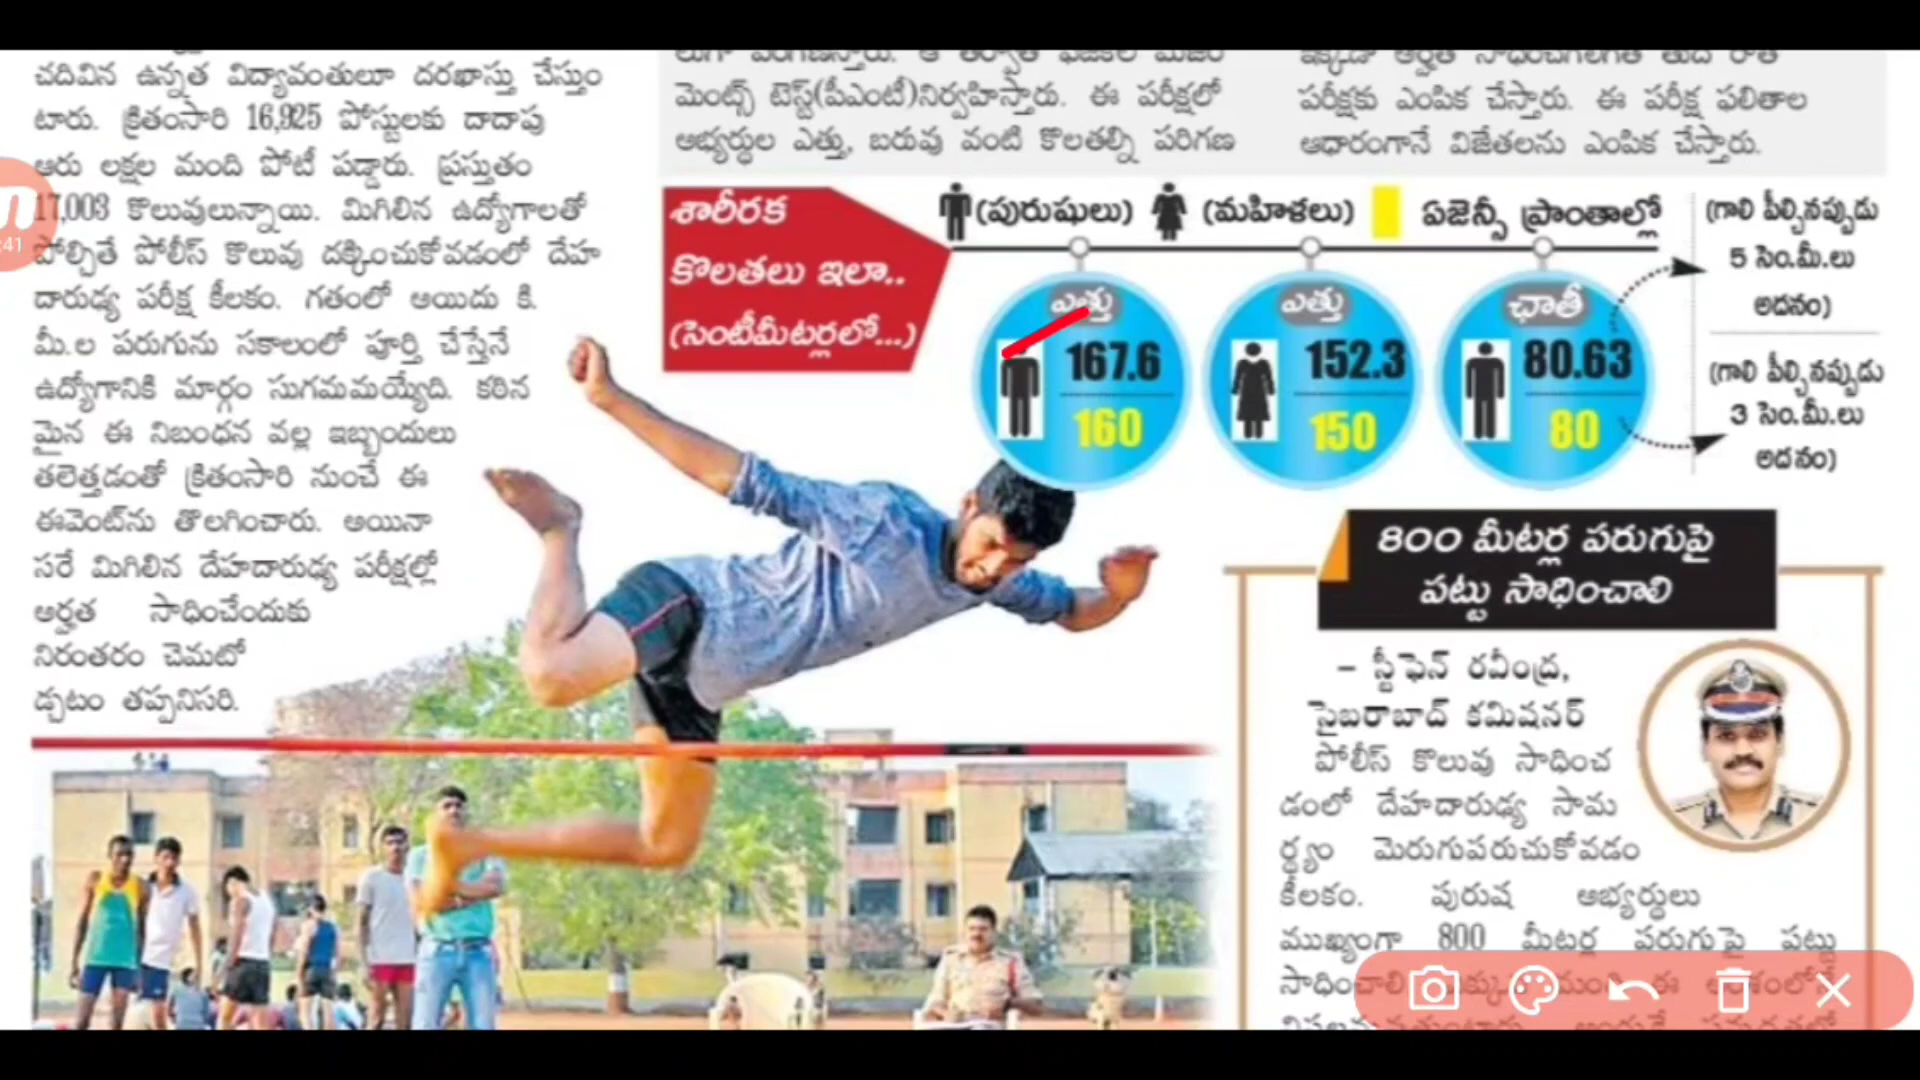 చదివిన ఉన్నత విద్యావంతులూ దరఖాస్తు చేస్తుం
టారు. క్రితంసారి 16,925 పోస్టులకు దాదాపు
ఆరు లక్షల మంది పోటీ పడ్డారు. ప్రస్తుతం
17,003 కొలువులున్నాయి. మిగిలిన ఉద్యోగాలతో
పోల్చితే పోలీస్ కొలువు దక్కించుకోవడంలో దేహ
దారుఢ్య పరీక్ష కీలకం. గతంలో అయిదు కి.
మీ.ల పరుగును సకాలంలో పూర్తి చేస్తేనే
ఉద్యోగానికి మార్గం సుగమమయ్యేది. కఠిన
మైన ఈ నిబంధన వల్ల ఇబ్బందులు
తలెత్తడంతో క్రితంసారి నుంచే ఈ
ఈవెంట్‌ను తొలగించారు. అయినా
సరే మిగిలిన దేహదారుఢ్య పరీక్షల్లో
అర్హత సాధించేందుకు
నిరంతరం చెమటో
డ్చటం తప్పనిసరి.
మెంట్స్ టెస్ట్(పీఎంటీ)నిర్వహిస్తారు. ఈ పరీక్షలో
అభ్యర్థుల ఎత్తు, బరువు వంటి కొలతల్ని పరిగణ
పరీక్షకు ఎంపిక చేస్తారు. ఈ పరీక్ష ఫలితాల
ఆధారంగానే విజేతలను ఎంపిక చేస్తారు.
శారీరక
కొలతలు ఇలా..
(సెంటీమీటర్లలో...)
(పురుషులు) (మహిళలు) ఏజెన్సీ ప్రాంతాల్లో
ఎత్తు
167.6
160
ఎత్తు
152.3
150
ఛాతీ
80.63
80
(గాలి పీల్చినప్పుడు
5 సెం.మీ.లు
అదనం)
(గాలి పీల్చినప్పుడు
3 సెం.మీ.లు
అదనం)
800 మీటర్ల పరుగుపై
పట్టు సాధించాలి
– స్టీఫెన్ రవీంద్ర,
సైబరాబాద్ కమిషనర్
పోలీస్ కొలువు సాధించ
డంలో దేహదారుఢ్య సామ
ర్థ్యం మెరుగుపరుచుకోవడం
కీలకం. పురుష అభ్యర్థులు
ముఖ్యంగా 800 మీటర్ల పరుగుపై పట్టు
:41